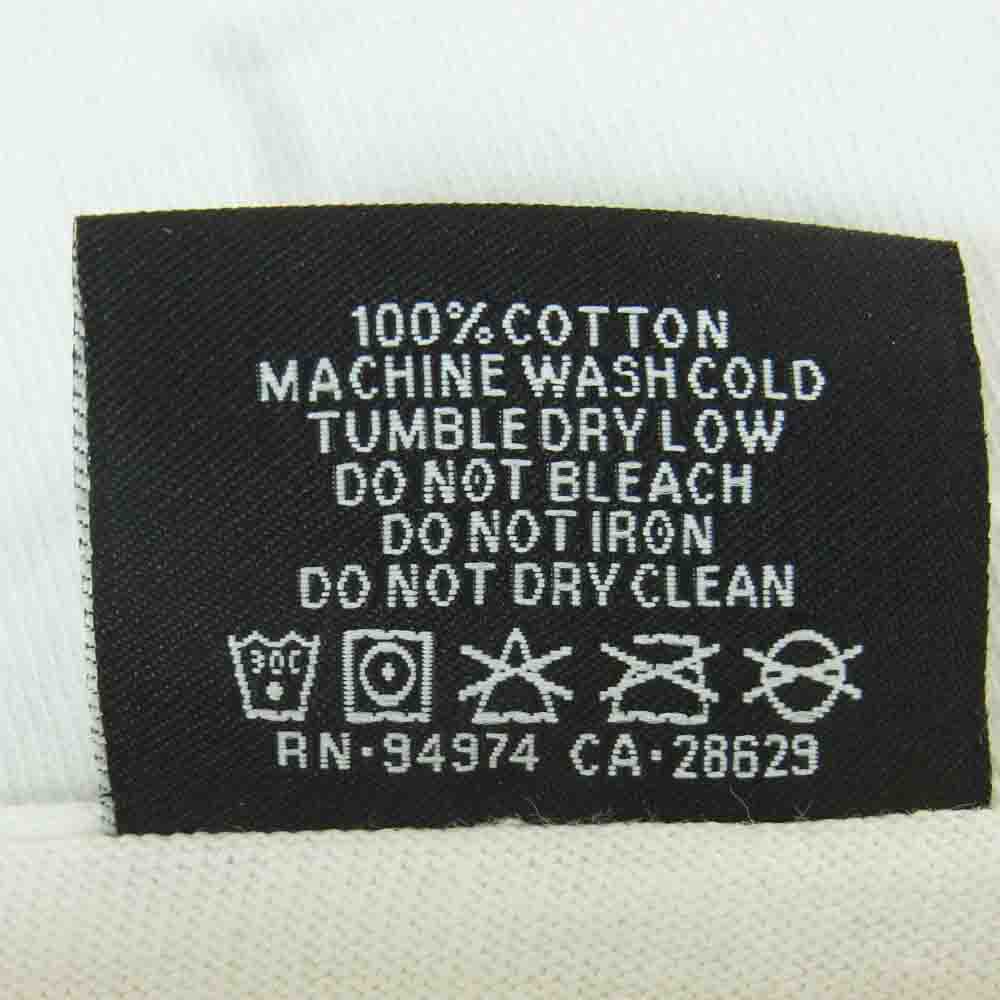 100% COTTON
MACHINE WASH COLD
TUMBLE DRY LOW
DO NOT BLEACH
DO NOT IRON
DO NOT DRY CLEAN
30C
RN·94974 CA·28629